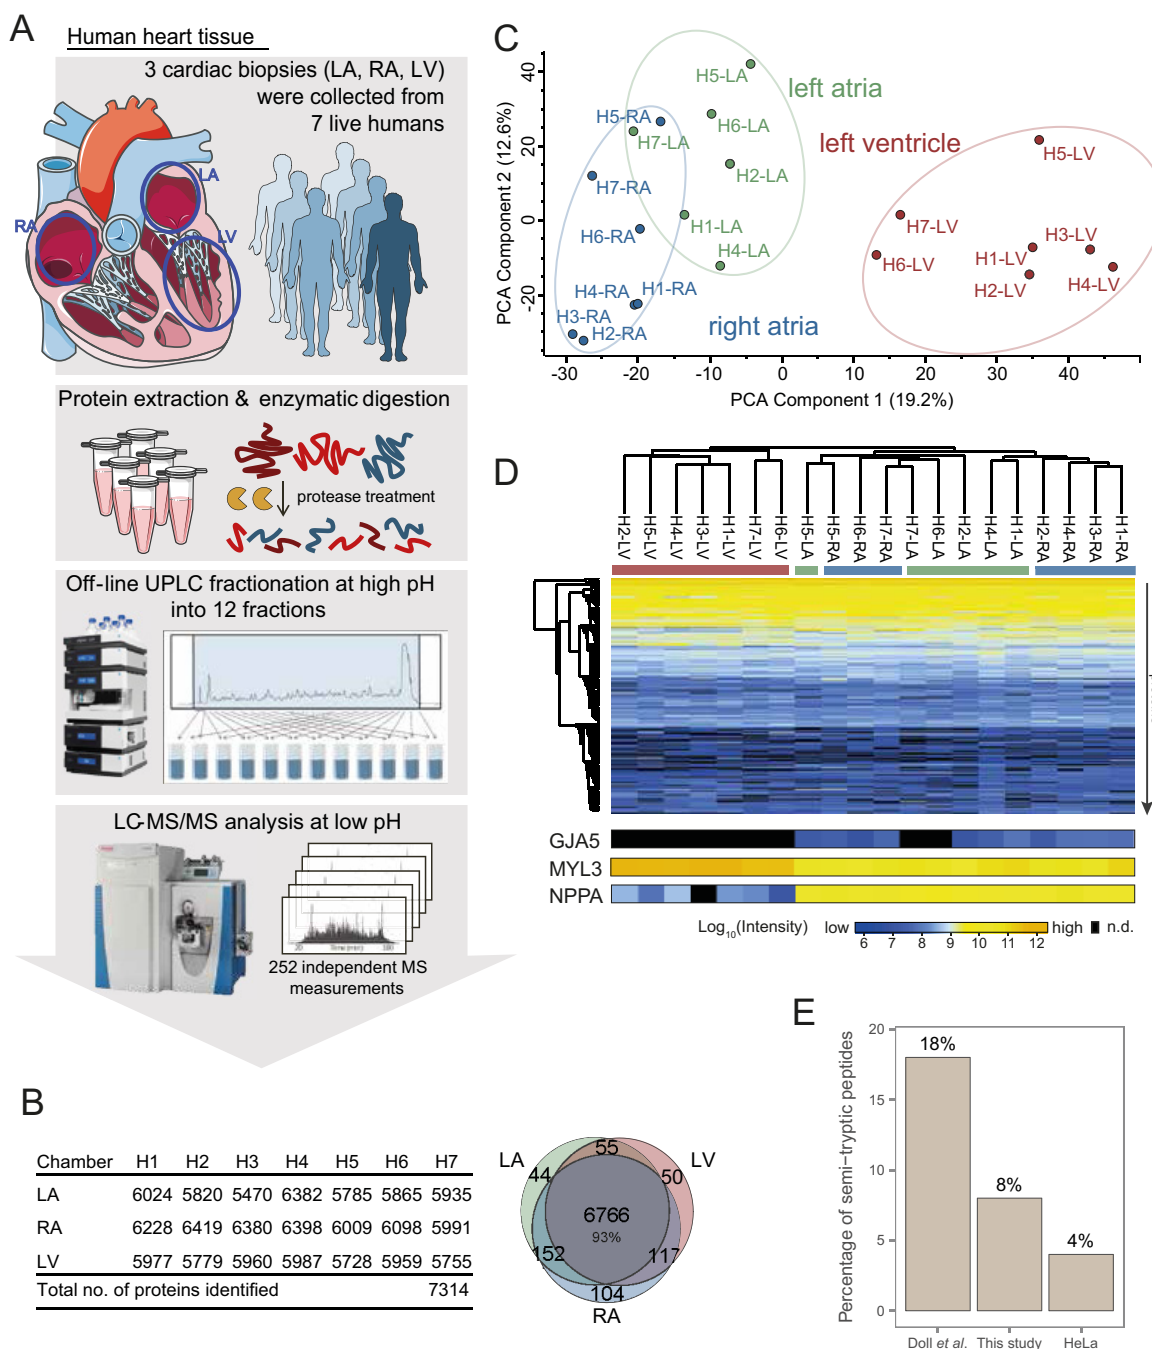 A
Human heart tissue
3 cardiac biopsies (LA, RA, LV)
were collected from
7 live humans
LA
RA
LV
Protein extraction & enzymatic digestion
protease treatment
Off-line UPLC fractionation at high pH
into 12 fractions
LC-MS/MS analysis at low pH
20
Time (min)
100
252 independent MS
measurements
B
Chamber H1 H2 H3 H4 H5 H6 H7
LA 6024 5820 5470 6382 5785 5865 5935
RA 6228 6419 6380 6398 6009 6098 5991
LV 5977 5779 5960 5987 5728 5959 5755
Total no. of proteins identified 7314
LA
LV
RA
55
44
50
6766
93%
152
117
104
C
PCA Component 2 (12.6%)
40
20
0
-20
-30 -20 -10 0 10 20 30 40
PCA Component 1 (19.2%)
left atria
left ventricle
right atria
H5-LA
H5-RA
H6-LA
H7-LA
H5-LV
H7-RA
H2-LA
H1-LA
H7-LV
H6-RA
H3-LV
H4-LA
H6-LV
H1-LV
H4-RA
H1-RA
H2-LV
H4-LV
H3-RA
H2-RA
D
H2-LV H5-LV H4-LV H3-LV H1-LV H7-LV H6-LV H5-LA H5-RA H6-RA H7-RA H7-LA H6-LA H2-LA H4-LA H1-LA H2-RA H4-RA H3-RA H1-RA
GJA5
MYL3
NPPA
Log10(Intensity) low high n.d.
6 7 8 9 10 11 12
E
Percentage of semi-tryptic peptides
20
15
10
5
0
18%
8%
4%
Doll et al. This study HeLa